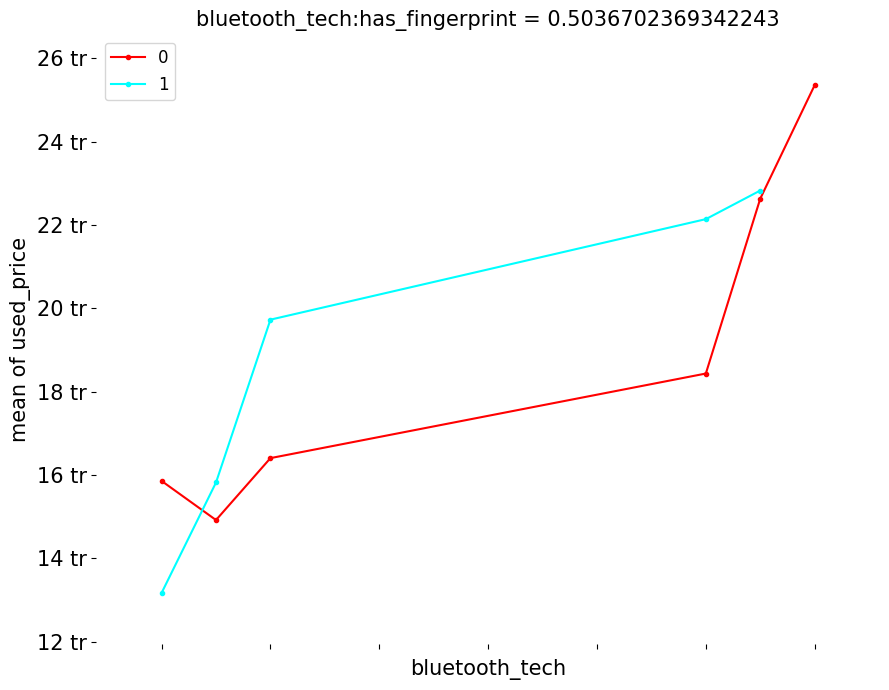 bluetooth_tech:has_fingerprint = 0.5036702369342243
0
1
26 tr
24 tr
22 tr
20 tr
18 tr
16 tr
14 tr
12 tr
mean of used_price
bluetooth_tech